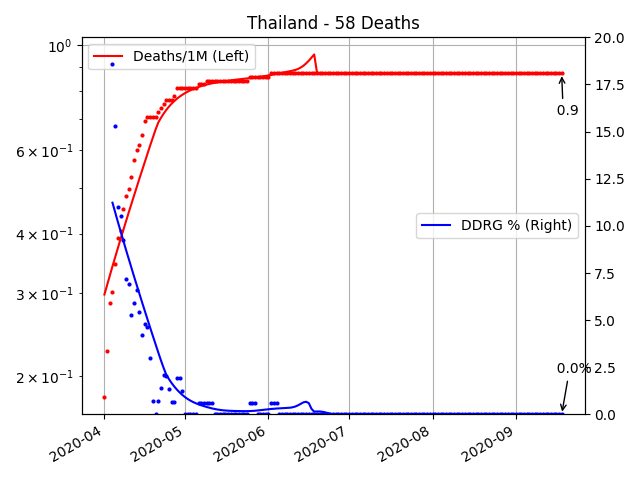 Thailand - 58 Deaths
10⁰
6 × 10⁻¹
4 × 10⁻¹
3 × 10⁻¹
2 × 10⁻¹
Deaths/1M (Left)
DDRG % (Right)
0.9
0.0%
20.0
17.5
15.0
12.5
10.0
7.5
5.0
2.5
0.0
2020-04
2020-05
2020-06
2020-07
2020-08
2020-09